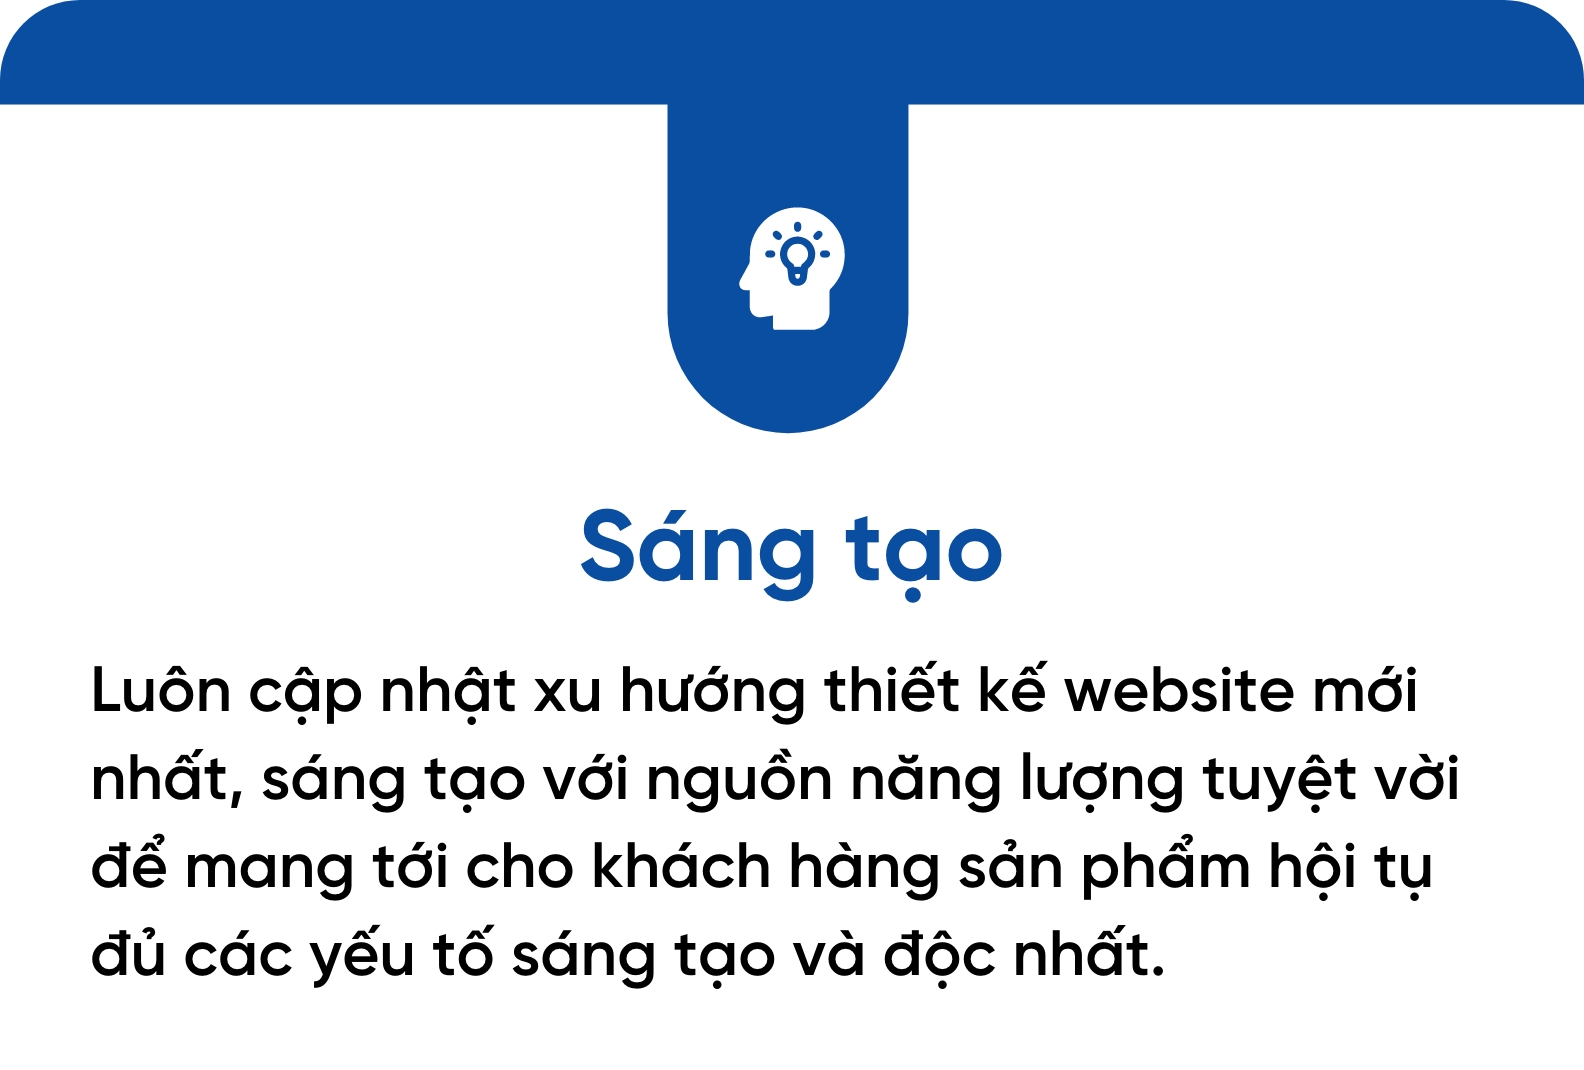 Sáng tạo
Luôn cập nhật xu hướng thiết kế website mới
nhất, sáng tạo với nguồn năng lượng tuyệt vời
để mang tới cho khách hàng sản phẩm hội tụ
đủ các yếu tố sáng tạo và độc nhất.